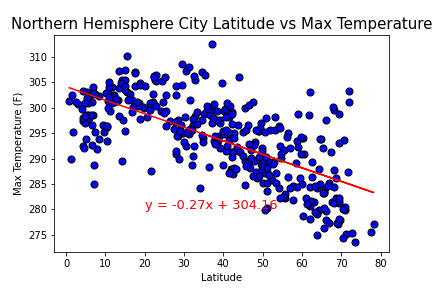 Northern Hemisphere City Latitude vs Max Temperature
Max Temperature (F)
310
305
300
295
290
285
280
275
y = -0.27x + 304.16
0 10 20 30 40 50 60 70 80
Latitude